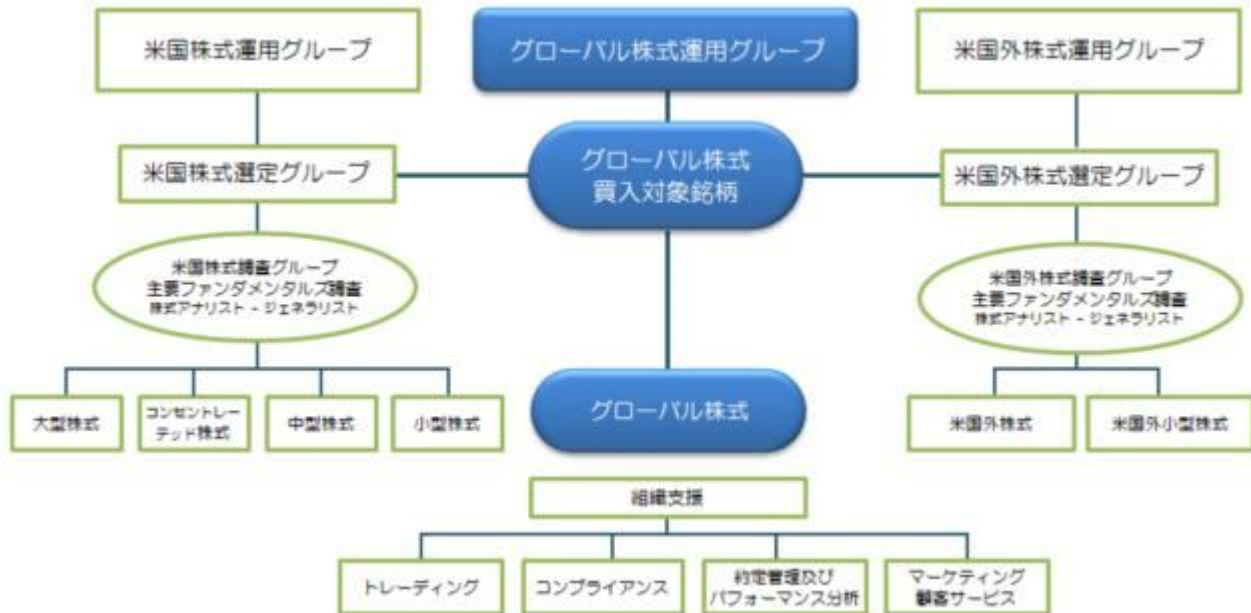 米国株式運用グループ
グローバル株式運用グループ
米国外株式運用グループ
米国株式選定グループ
グローバル株式
買入対象銘柄
米国外株式選定グループ
米国株式調査グループ
主要ファンダメンタルズ調査
株式アナリスト - ジェネラリスト
米国外株式調査グループ
主要ファンダメンタルズ調査
株式アナリスト - ジェネラリスト
大型株式
コンセントレー
テッド株式
中型株式
小型株式
グローバル株式
米国外株式
米国外小型株式
組織支援
トレーディング
コンプライアンス
約定管理及び
パフォーマンス分析
マーケティング
顧客サービス